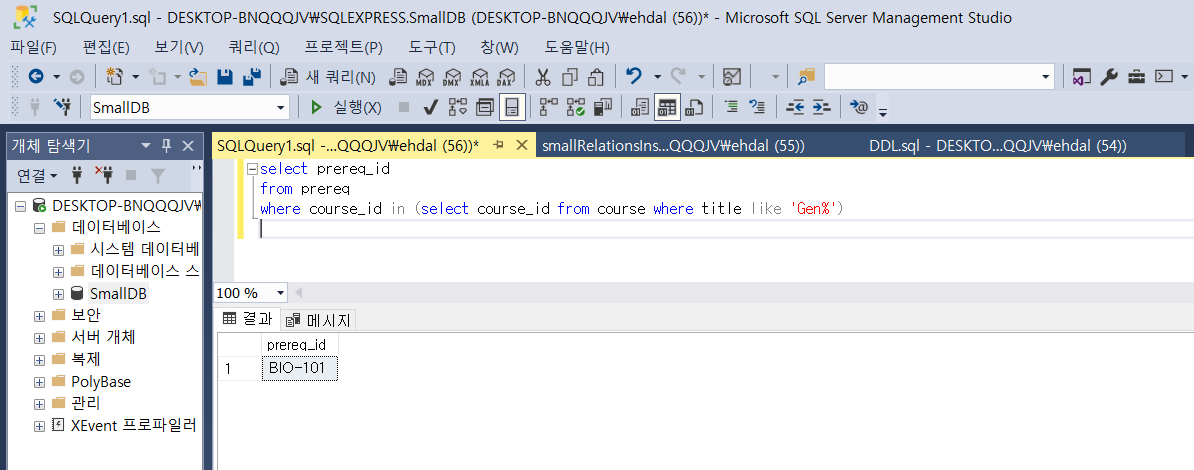 SQLQuery1.sql - DESKTOP-BNQQQJV₩SQLEXPRESS.SmallDB (DESKTOP-BNQQQJV₩ehdal (56))* - Microsoft SQL Server Management Studio
파일(F) 편집(E) 보기(V) 쿼리(Q) 프로젝트(P) 도구(T) 창(W) 도움말(H)
새 쿼리(N) MDX DMX XMLA DAX
SmallDB 실행(X)
개체 탐색기
SQLQuery1.sql -...QQQJV₩ehdal (56))* smallRelationsIns...QQJV₩ehdal (55)) DDL.sql - DESKTO...QQJV₩ehdal (54))
연결
DESKTOP-BNQQQJV₩
데이터베이스
시스템 데이터베
데이터베이스 스
SmallDB
보안
서버 개체
복제
PolyBase
관리
XEvent 프로파일러
select prereq_id
from prereq
where course_id in (select course_id from course where title like 'Gen%')
100 %
결과 메시지
prereq_id
1 BIO-101